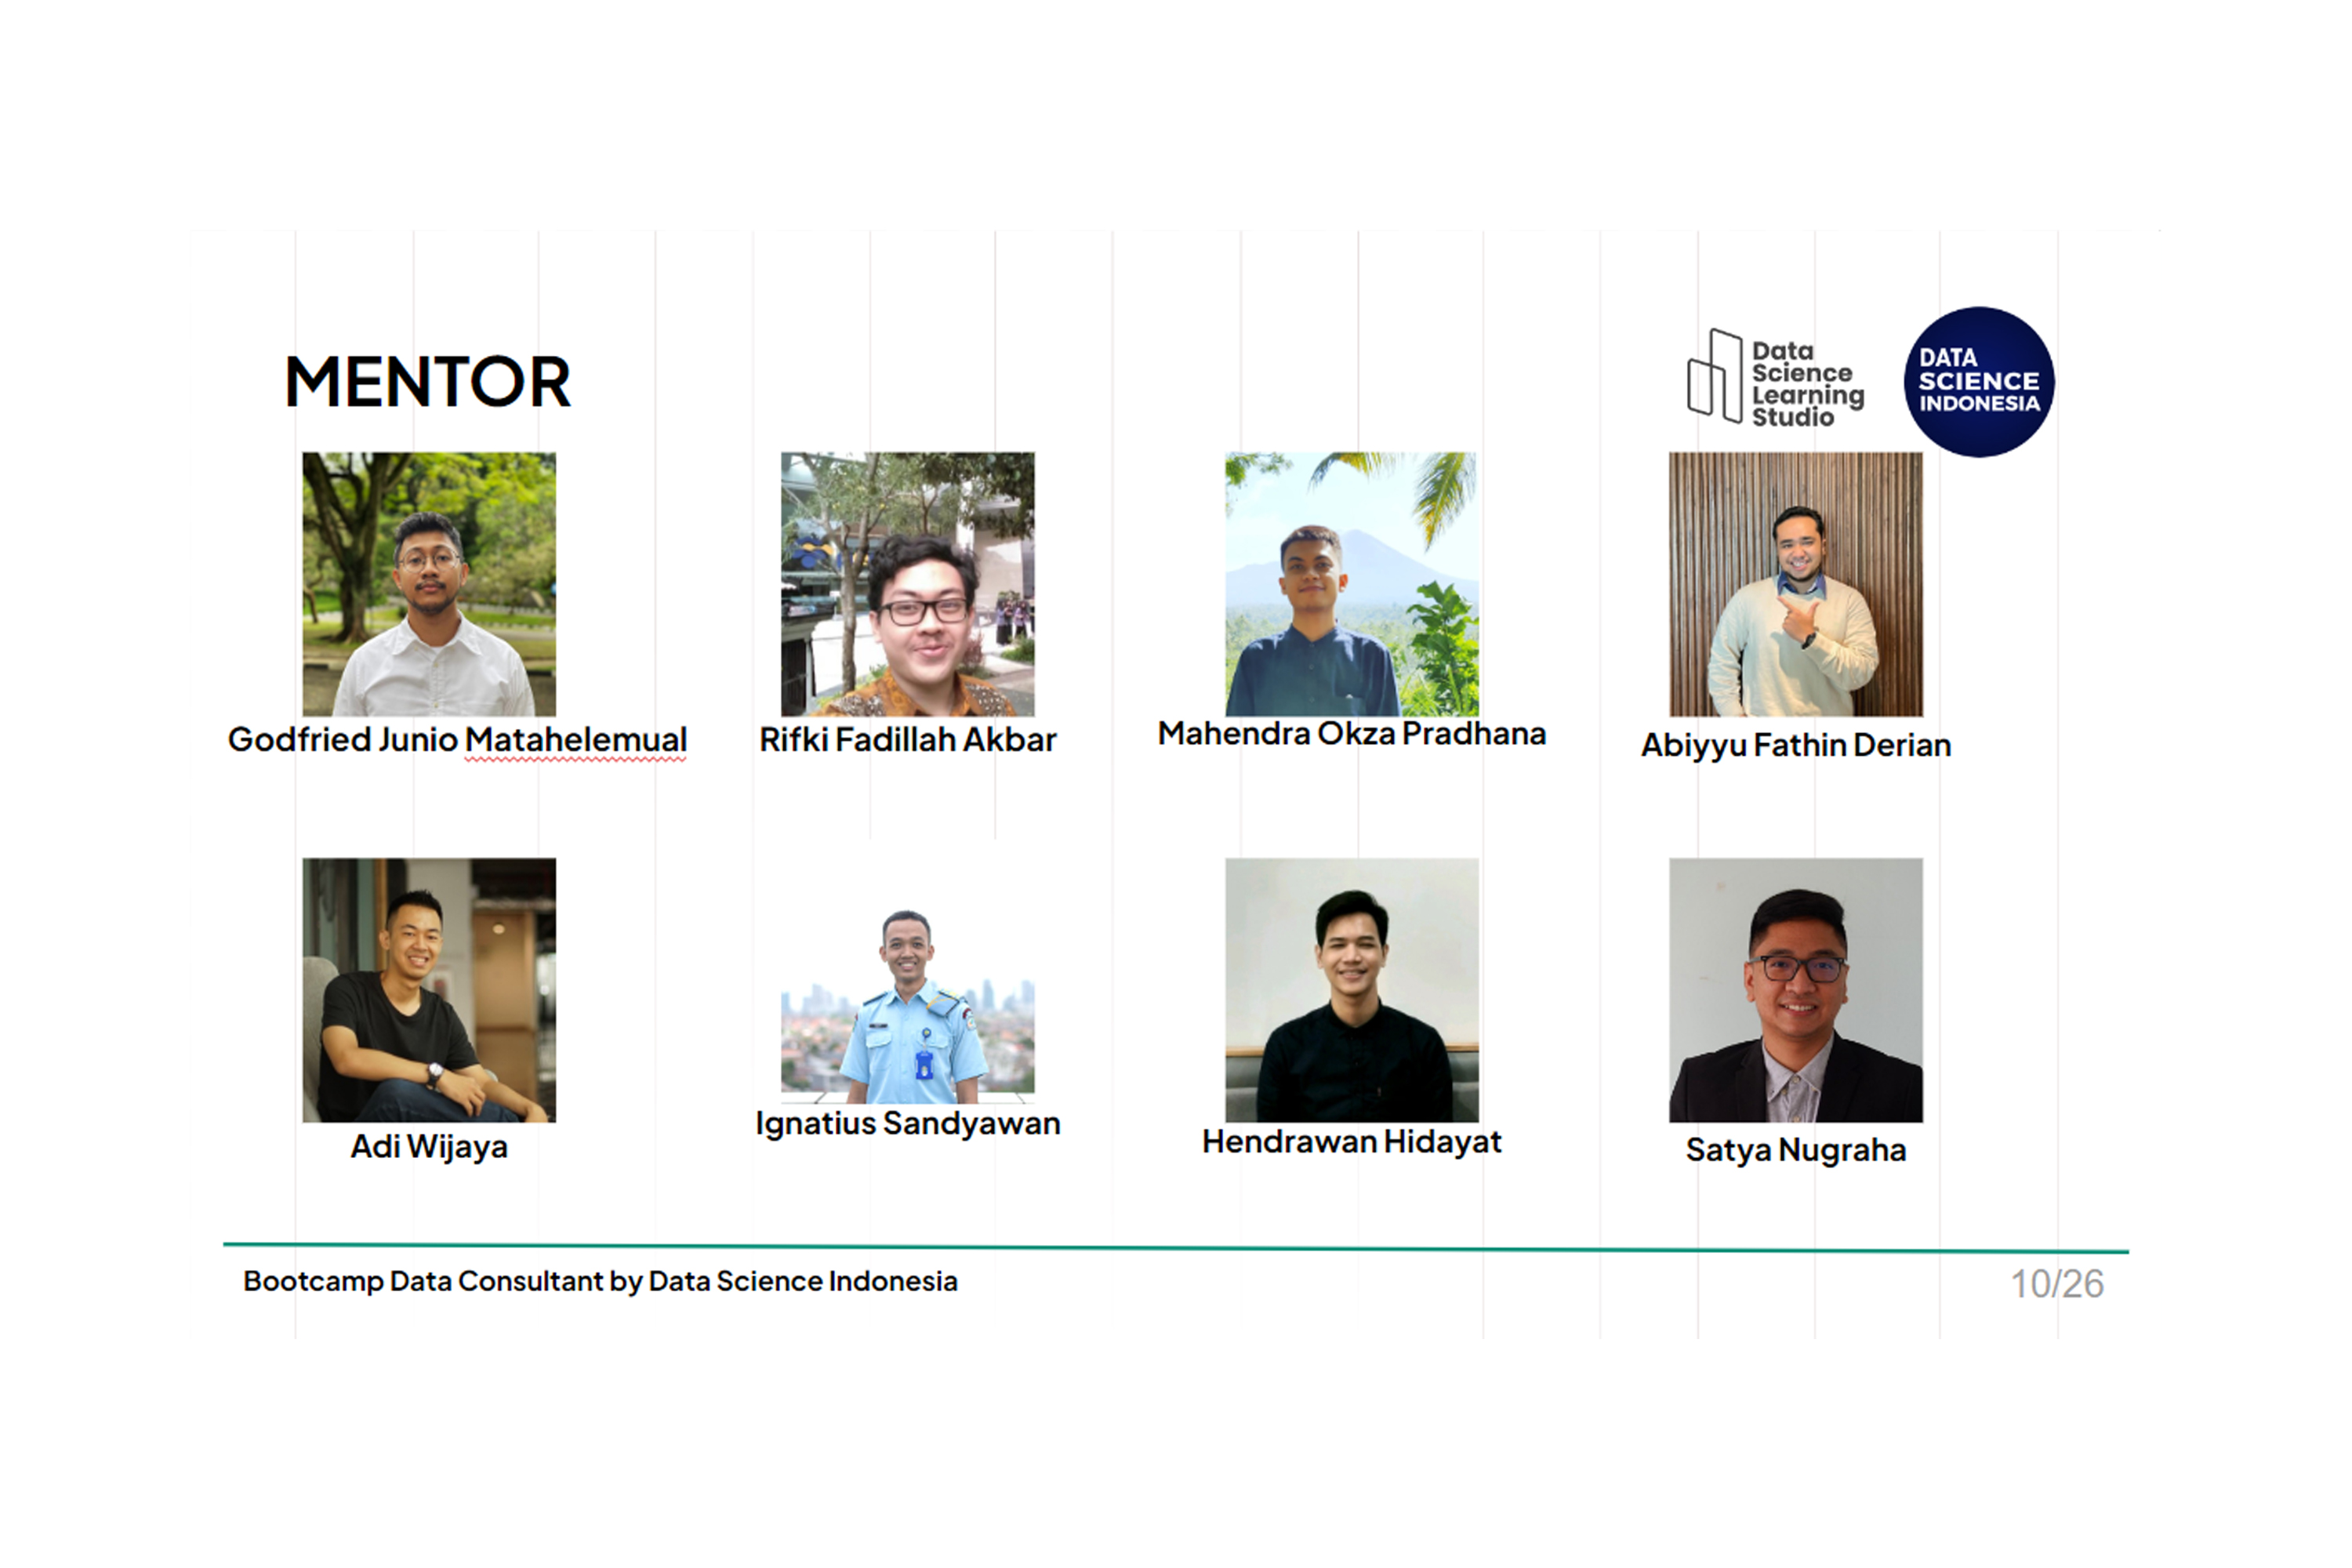 MENTOR
Data
Science
Learning
Studio
DATA
SCIENCE
INDONESIA
Godfried Junio Matahelemual
Rifki Fadillah Akbar
Mahendra Okza Pradhana
Abiyyu Fathin Derian
Adi Wijaya
Ignatius Sandyawan
Hendrawan Hidayat
Satya Nugraha
Bootcamp Data Consultant by Data Science Indonesia
10/26